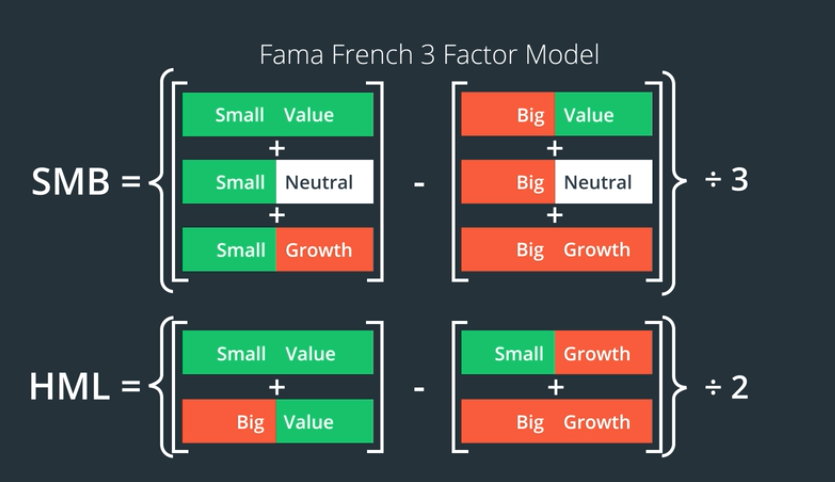 Fama French 3 Factor Model
SMB = { [ Small Value + Small Neutral + Small Growth ] - [ Big Value + Big Neutral + Big Growth ] } ÷ 3
HML = { [ Small Value + Big Value ] - [ Small Growth + Big Growth ] } ÷ 2